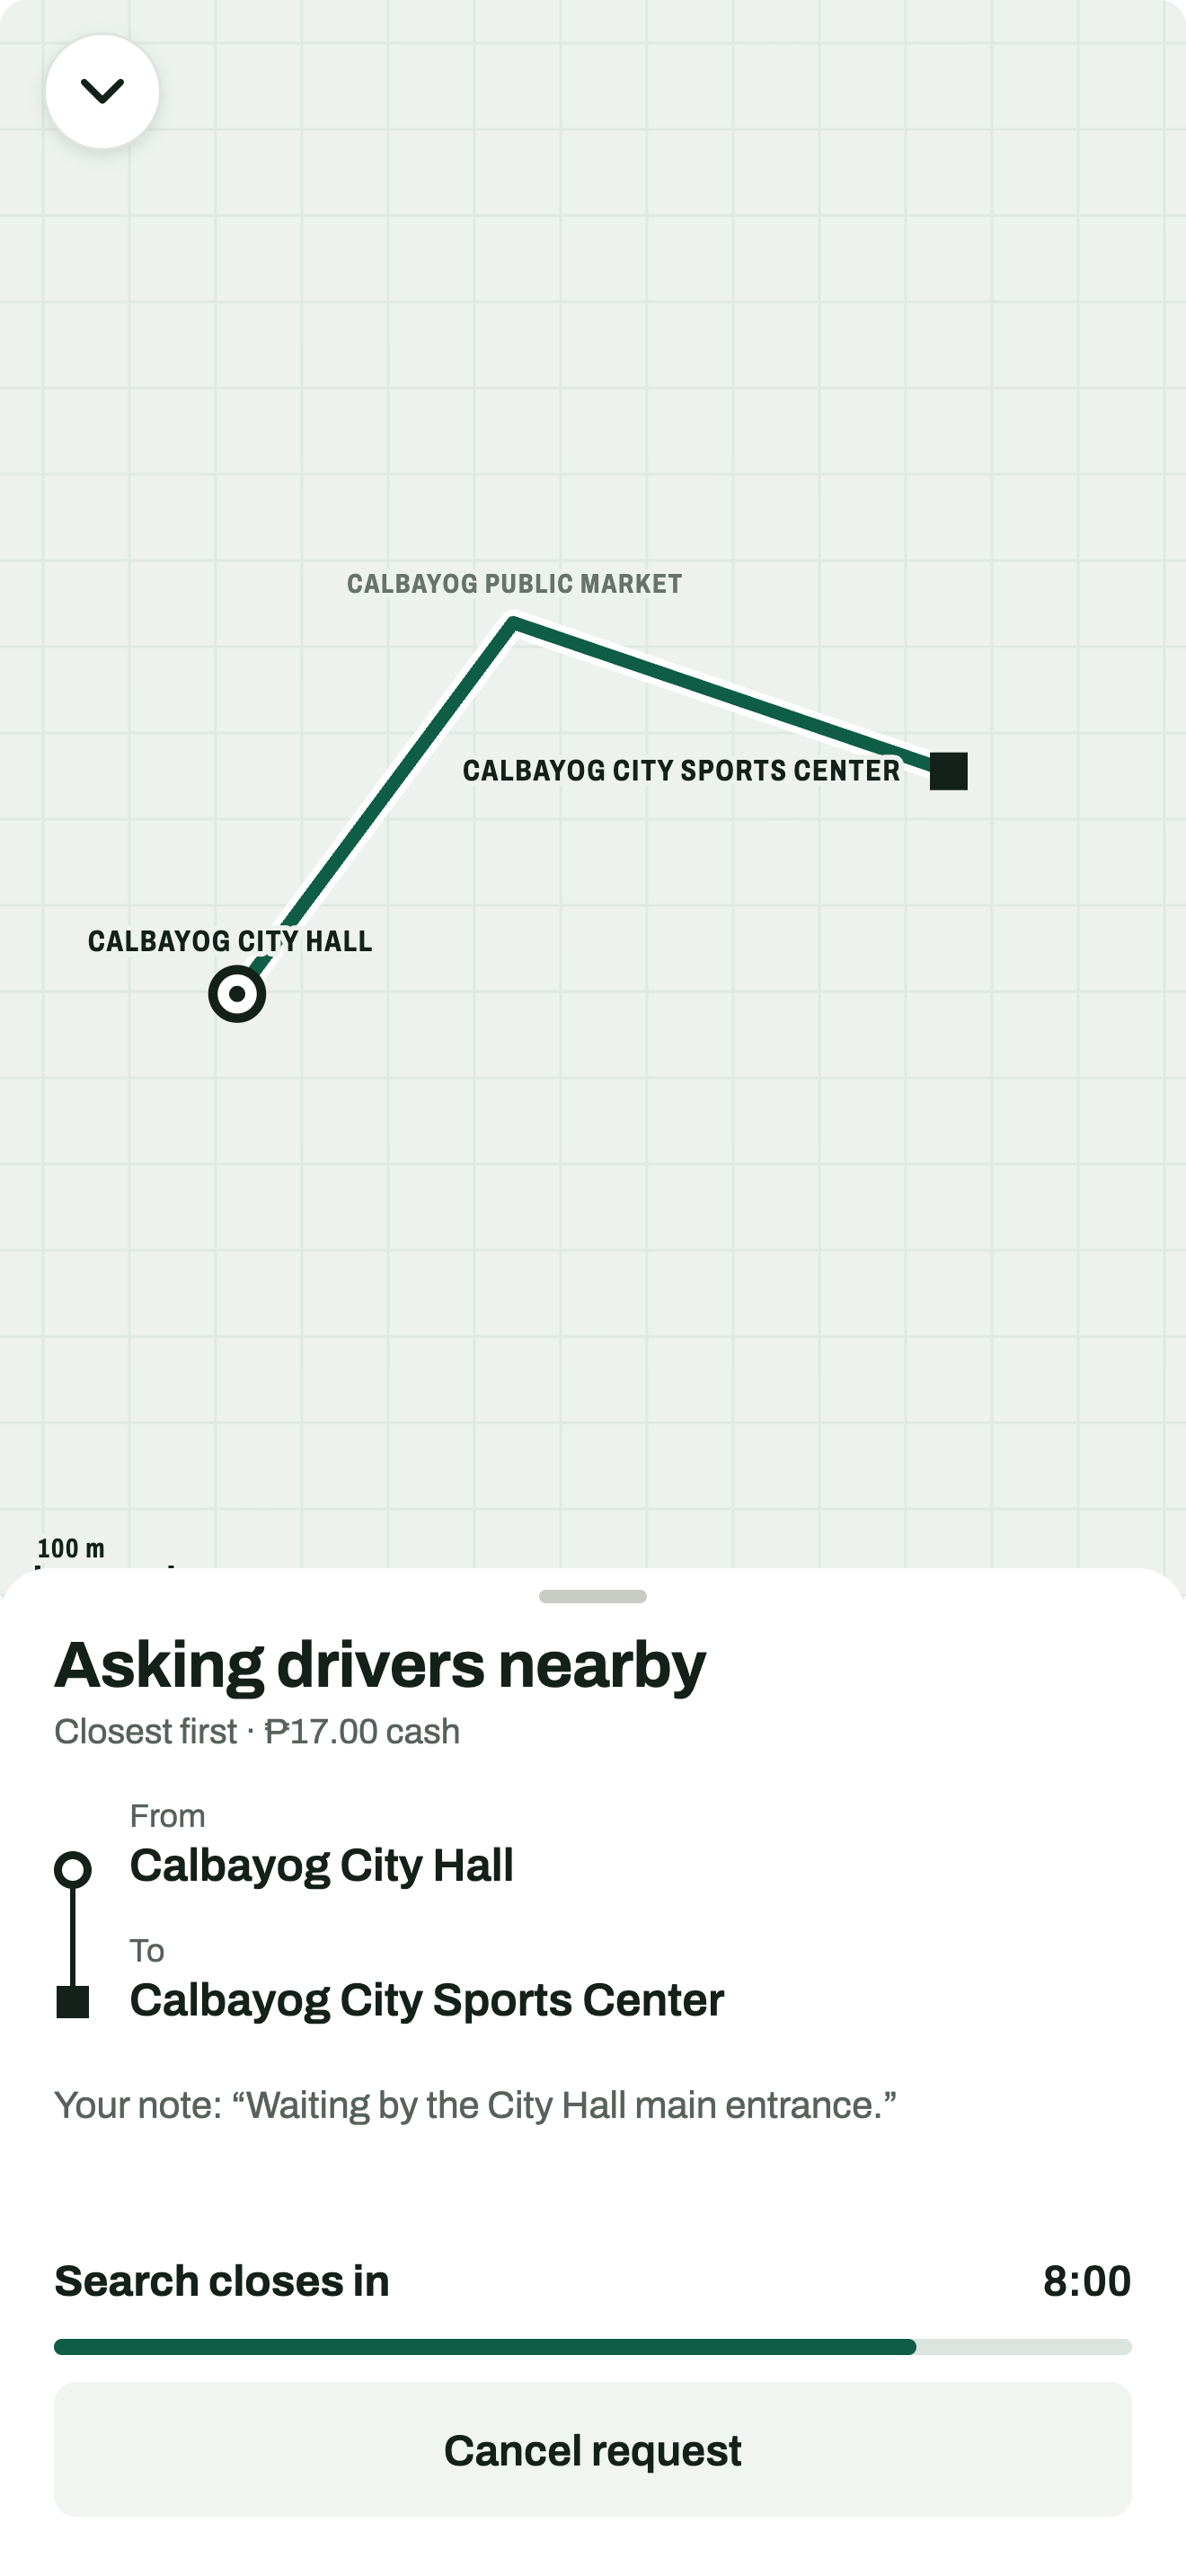 CALBAYOG PUBLIC MARKET
CALBAYOG CITY SPORTS CENTER
CALBAYOG CITY HALL
100 m
Asking drivers nearby
Closest first · ₱17.00 cash
From
Calbayog City Hall
To
Calbayog City Sports Center
Your note: “Waiting by the City Hall main entrance.”
Search closes in 8:00
Cancel request